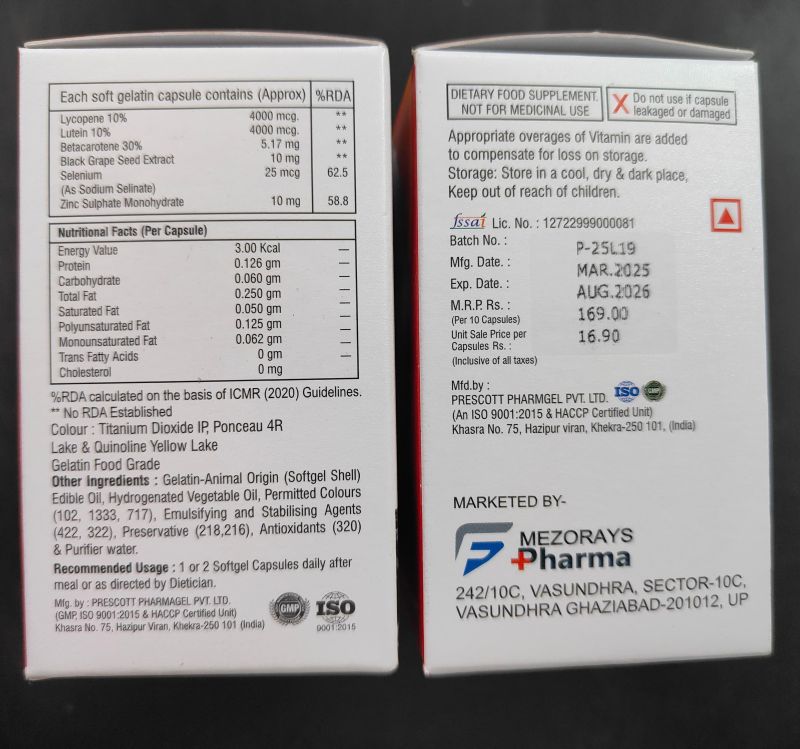 Each soft gelatin capsule contains (Approx) %RDA
Lycopene 10% 4000 mcg. **
Lutein 10% 4000 mcg. **
Betacarotene 30% 5.17 mg **
Black Grape Seed Extract 10 mg **
Selenium 25 mcg 62.5
(As Sodium Selinate)
Zinc Sulphate Monohydrate 10 mg 58.8
Nutritional Facts (Per Capsule)
Energy Value 3.00 Kcal —
Protein 0.126 gm —
Carbohydrate 0.060 gm —
Total Fat 0.250 gm —
Saturated Fat 0.050 gm —
Polyunsaturated Fat 0.125 gm —
Monounsaturated Fat 0.062 gm —
Trans Fatty Acids 0 gm —
Cholesterol 0 mg
%RDA calculated on the basis of ICMR (2020) Guidelines.
** No RDA Established
Colour : Titanium Dioxide IP, Ponceau 4R
Lake & Quinoline Yellow Lake
Gelatin Food Grade
Other Ingredients : Gelatin-Animal Origin (Softgel Shell)
Edible Oil, Hydrogenated Vegetable Oil, Permitted Colours
(102, 1333, 717), Emulsifying and Stabilising Agents
(422, 322), Preservative (218,216), Antioxidants (320)
& Purifier water.
Recommended Usage : 1 or 2 Softgel Capsules daily after
meal or as directed by Dietician.
Mfg. by : PRESCOTT PHARMAGEL PVT. LTD.
(GMP, ISO 9001:2015 & HACCP Certified Unit)
Khasra No. 75, Hazipur Viran, Khekra-250 101 (India)
GMP
ISO
9001:2015
DIETARY FOOD SUPPLEMENT.
NOT FOR MEDICINAL USE
X Do not use if capsule
leakaged or damaged
Appropriate overages of Vitamin are added
to compensate for loss on storage.
Storage: Store in a cool, dry & dark place,
Keep out of reach of children.
fssai Lic. No. : 12722999000081
Batch No. : P-25L19
Mfg. Date. : MAR.2025
Exp. Date. : AUG.2026
M.R.P. Rs. : 169.00
(Per 10 Capsules)
Unit Sale Price per 16.90
Capsules Rs. :
(Inclusive of all taxes)
Mfd.by :
PRESCOTT PHARMGEL PVT. LTD. ISO GMP
(An ISO 9001:2015 & HACCP Certified Unit)
Khasra No. 75, Hazipur viran, Khekra-250 101, (India)
MARKETED BY-
MEZORAYS
Pharma
242/10C, VASUNDHRA, SECTOR-10C,
VASUNDHRA GHAZIABAD-201012, UP